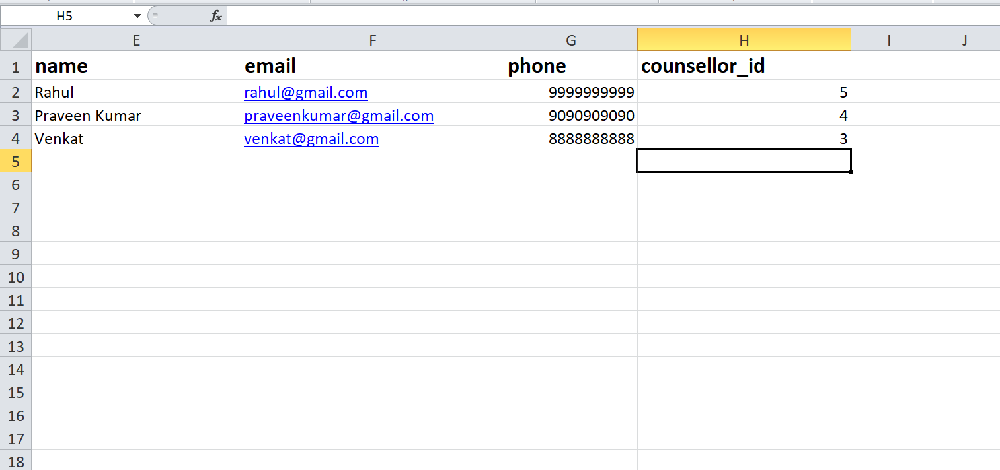 H5 fx
E F G H I J
1 name email phone counsellor_id
2 Rahul rahul@gmail.com 9999999999 5
3 Praveen Kumar praveenkumar@gmail.com 9090909090 4
4 Venkat venkat@gmail.com 8888888888 3
5
6
7
8
9
10
11
12
13
14
15
16
17
18